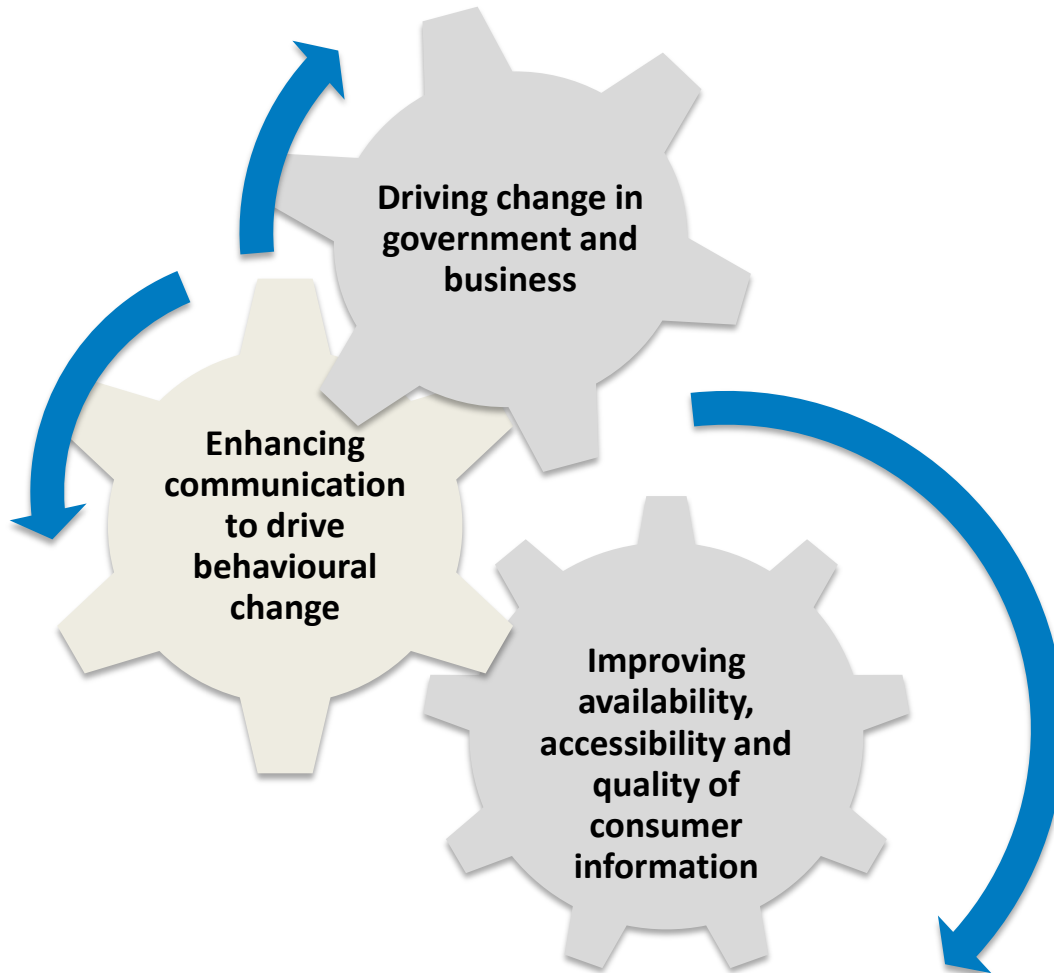 Driving change in
government and
business
Enhancing
communication
to drive
behavioural
change
Improving
availability,
accessibility and
quality of
consumer
information